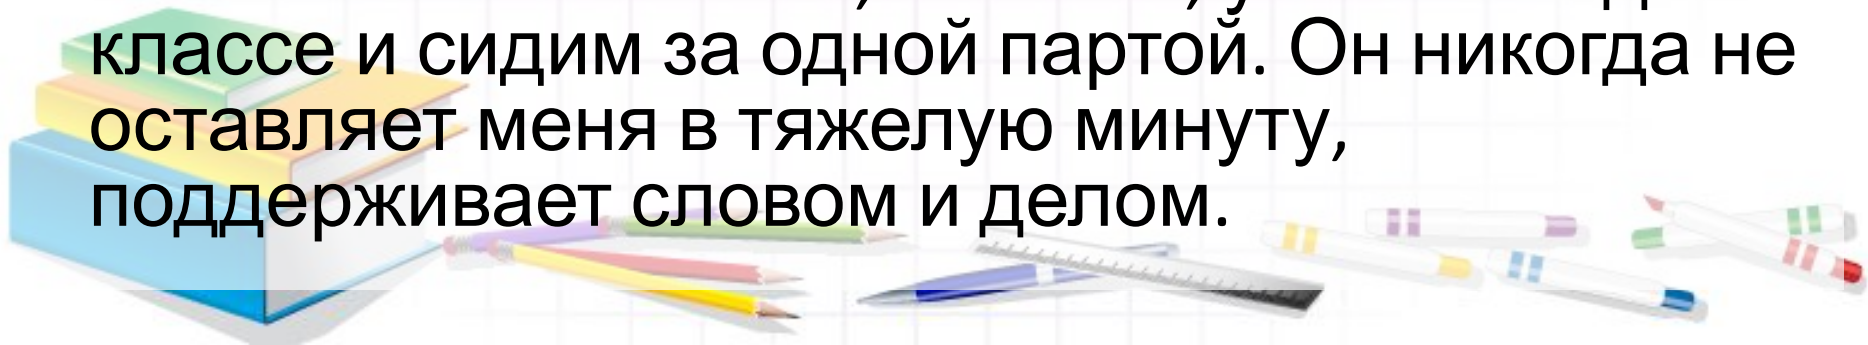 классе и сидим за одной партой. Он никогда не
оставляет меня в тяжелую минуту,
поддерживает словом и делом.